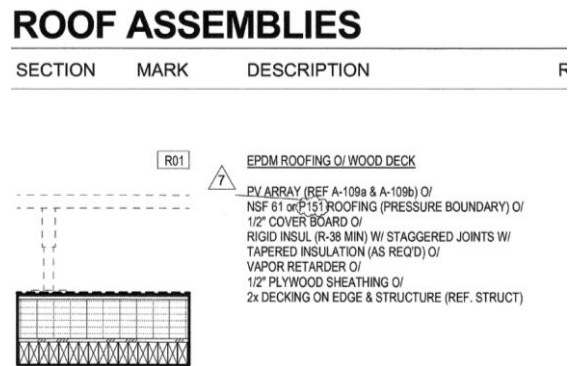 ROOF ASSEMBLIES
SECTION MARK DESCRIPTION R
R01 EPDM ROOFING O/ WOOD DECK
7
PV ARRAY (REF A-109a & A-109b) O/
NSF 61 or P151 ROOFING (PRESSURE BOUNDARY) O/
1/2" COVER BOARD O/
RIGID INSUL (R-38 MIN) W/ STAGGERED JOINTS W/
TAPERED INSULATION (AS REQ'D) O/
VAPOR RETARDER O/
1/2" PLYWOOD SHEATHING O/
2x DECKING ON EDGE & STRUCTURE (REF. STRUCT)